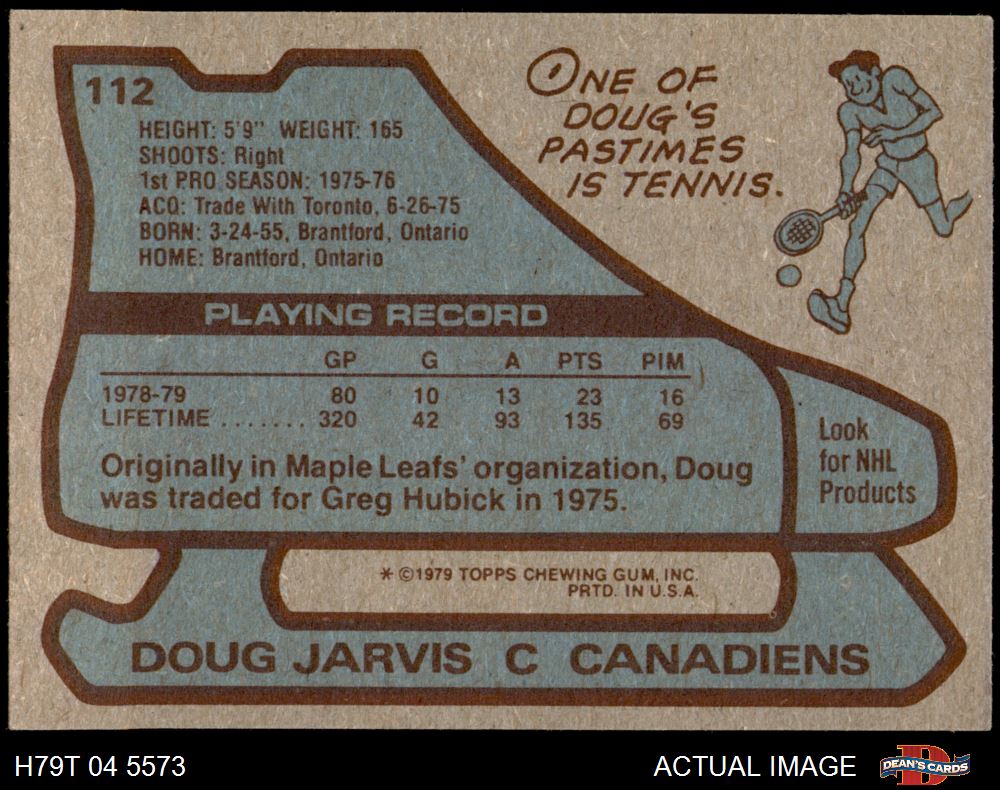 112
HEIGHT: 5'9" WEIGHT: 165
SHOOTS: Right
1st PRO SEASON: 1975-76
ACQ: Trade With Toronto, 6-26-75
BORN: 3-24-55, Brantford, Ontario
HOME: Brantford, Ontario
ONE OF
DOUG'S
PASTIMES
IS TENNIS.
PLAYING RECORD
GP G A PTS PIM
1978-79 80 10 13 23 16
LIFETIME ....... 320 42 93 135 69
Originally in Maple Leafs' organization, Doug
was traded for Greg Hubick in 1975.
Look
for NHL
Products
* ©1979 TOPPS CHEWING GUM, INC.
PRTD. IN U.S.A.
DOUG JARVIS C CANADIENS
H79T 04 5573
ACTUAL IMAGE
D
DEAN'S CARDS